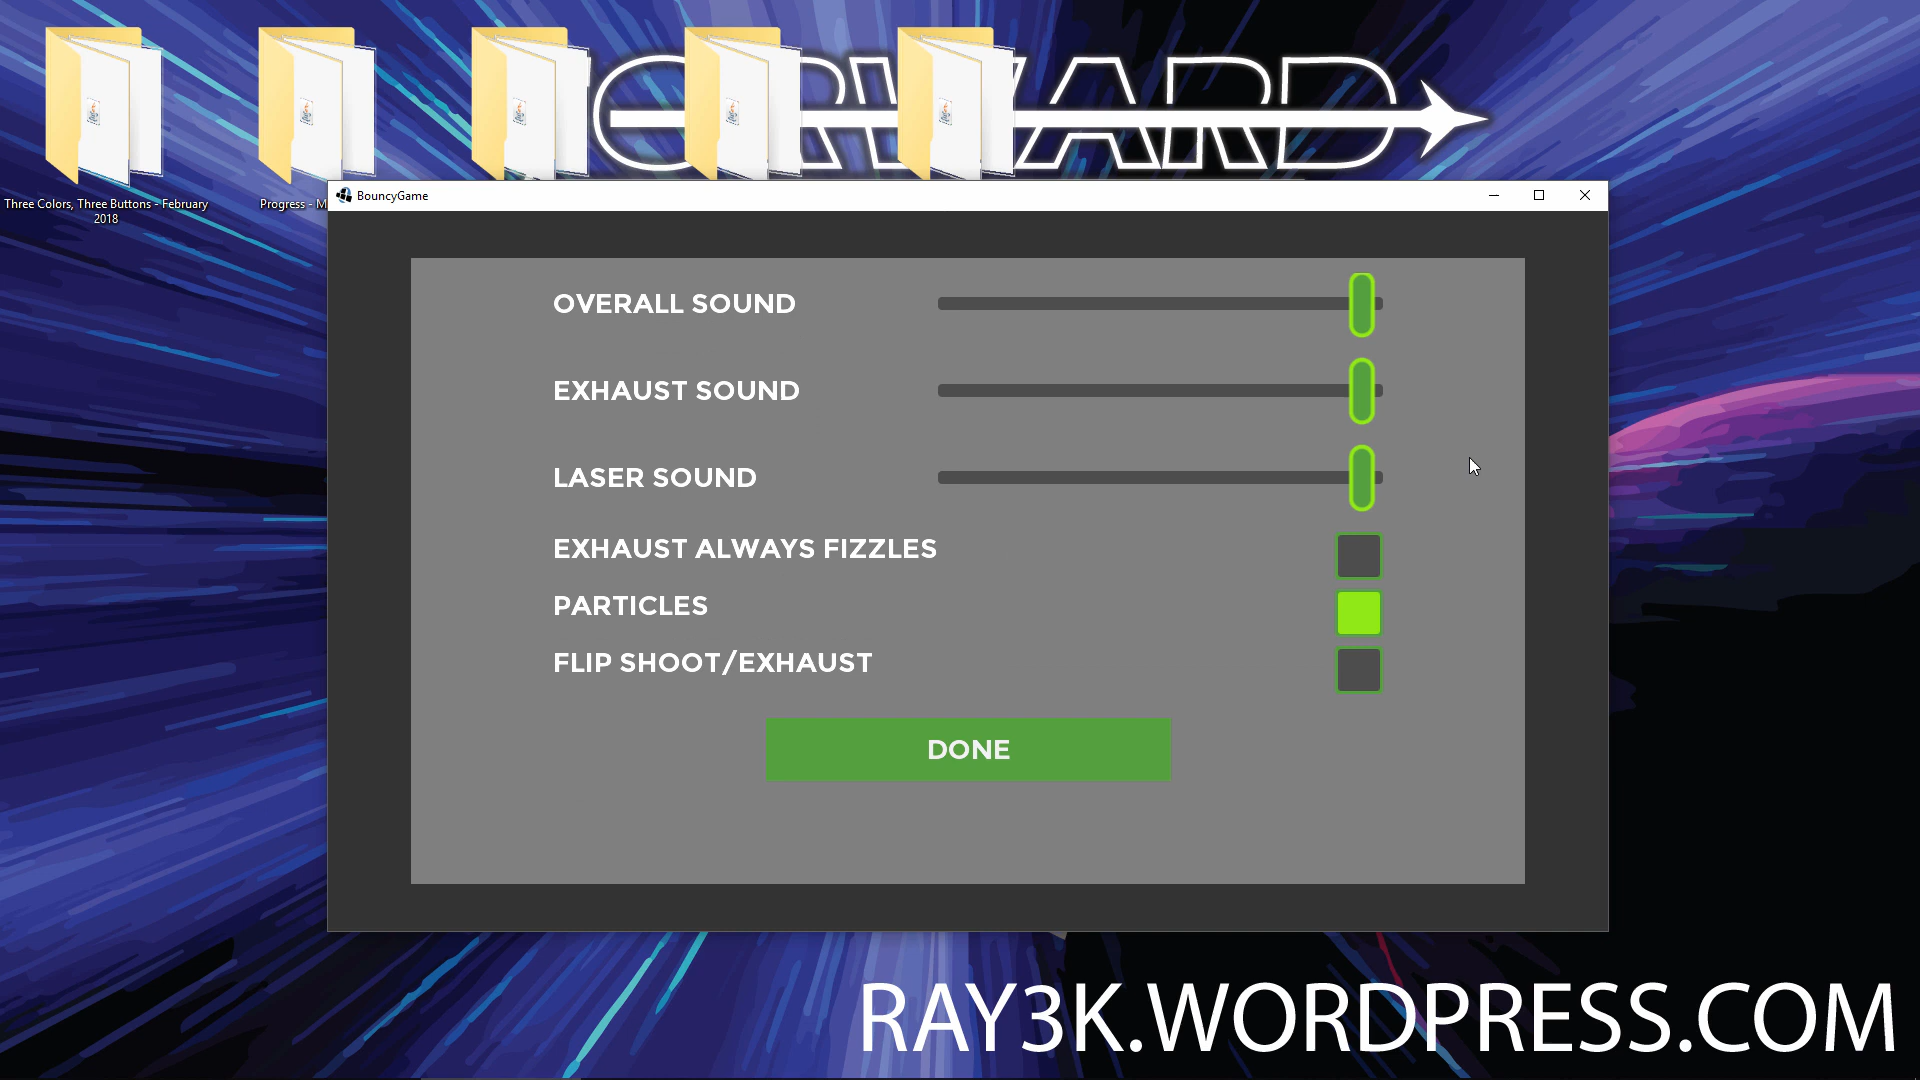 ORWARD
Three Colors, Three Buttons - February
2018
Progress - M
BouncyGame
OVERALL SOUND
EXHAUST SOUND
LASER SOUND
EXHAUST ALWAYS FIZZLES
PARTICLES
FLIP SHOOT/EXHAUST
DONE
RAY3K.WORDPRESS.COM